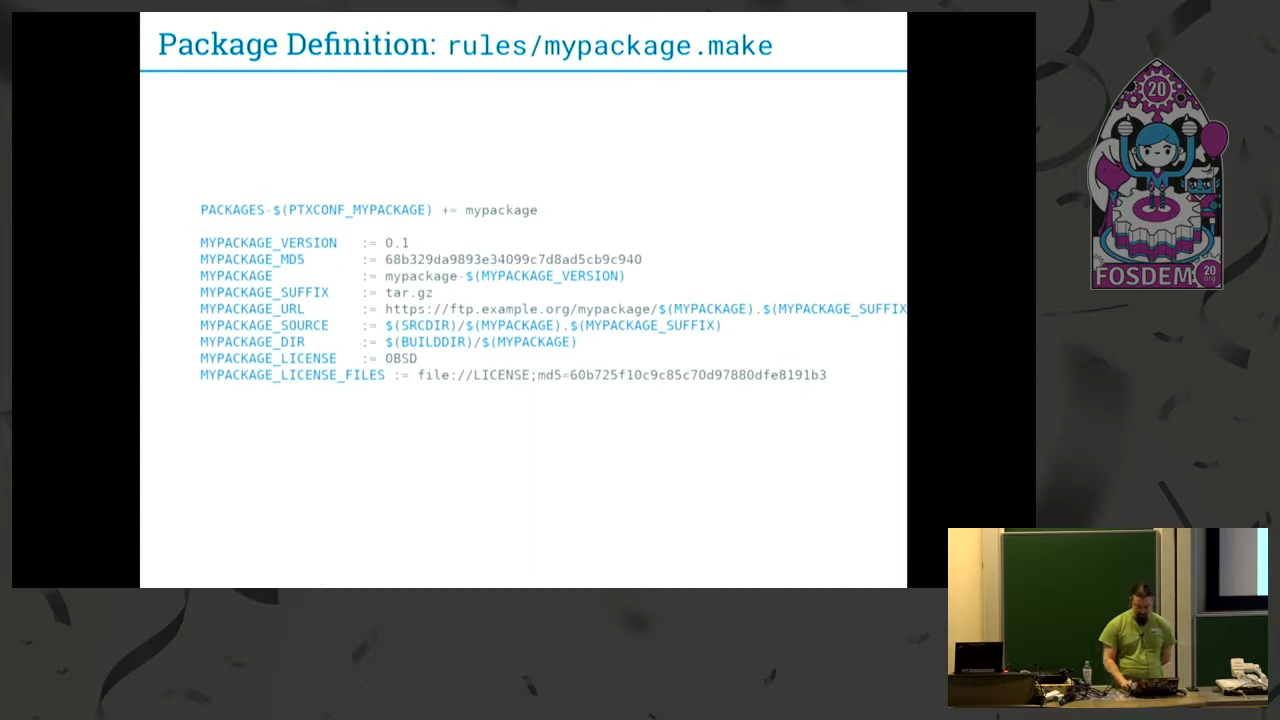 Package Definition: rules/mypackage.make
PACKAGES-$(PTXCONF_MYPACKAGE) += mypackage
MYPACKAGE_VERSION := 0.1
MYPACKAGE_MD5 := 68b329da9893e34099c7d8ad5cb9c940
MYPACKAGE := mypackage-$(MYPACKAGE_VERSION)
MYPACKAGE_SUFFIX := tar.gz
MYPACKAGE_URL := https://ftp.example.org/mypackage/$(MYPACKAGE).$(MYPACKAGE_SUFFIX
MYPACKAGE_SOURCE := $(SRCDIR)/$(MYPACKAGE).$(MYPACKAGE_SUFFIX)
MYPACKAGE_DIR := $(BUILDDIR)/$(MYPACKAGE)
MYPACKAGE_LICENSE := 0BSD
MYPACKAGE_LICENSE_FILES := file://LICENSE;md5=60b725f10c9c85c70d97880dfe8191b3
20
FOSDEM
20
.org